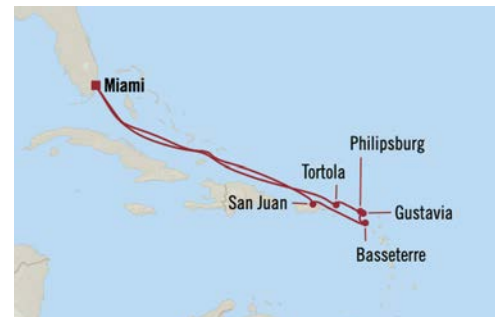 Miami
Philipsburg
Tortola
San Juan
Gustavia
Basseterre